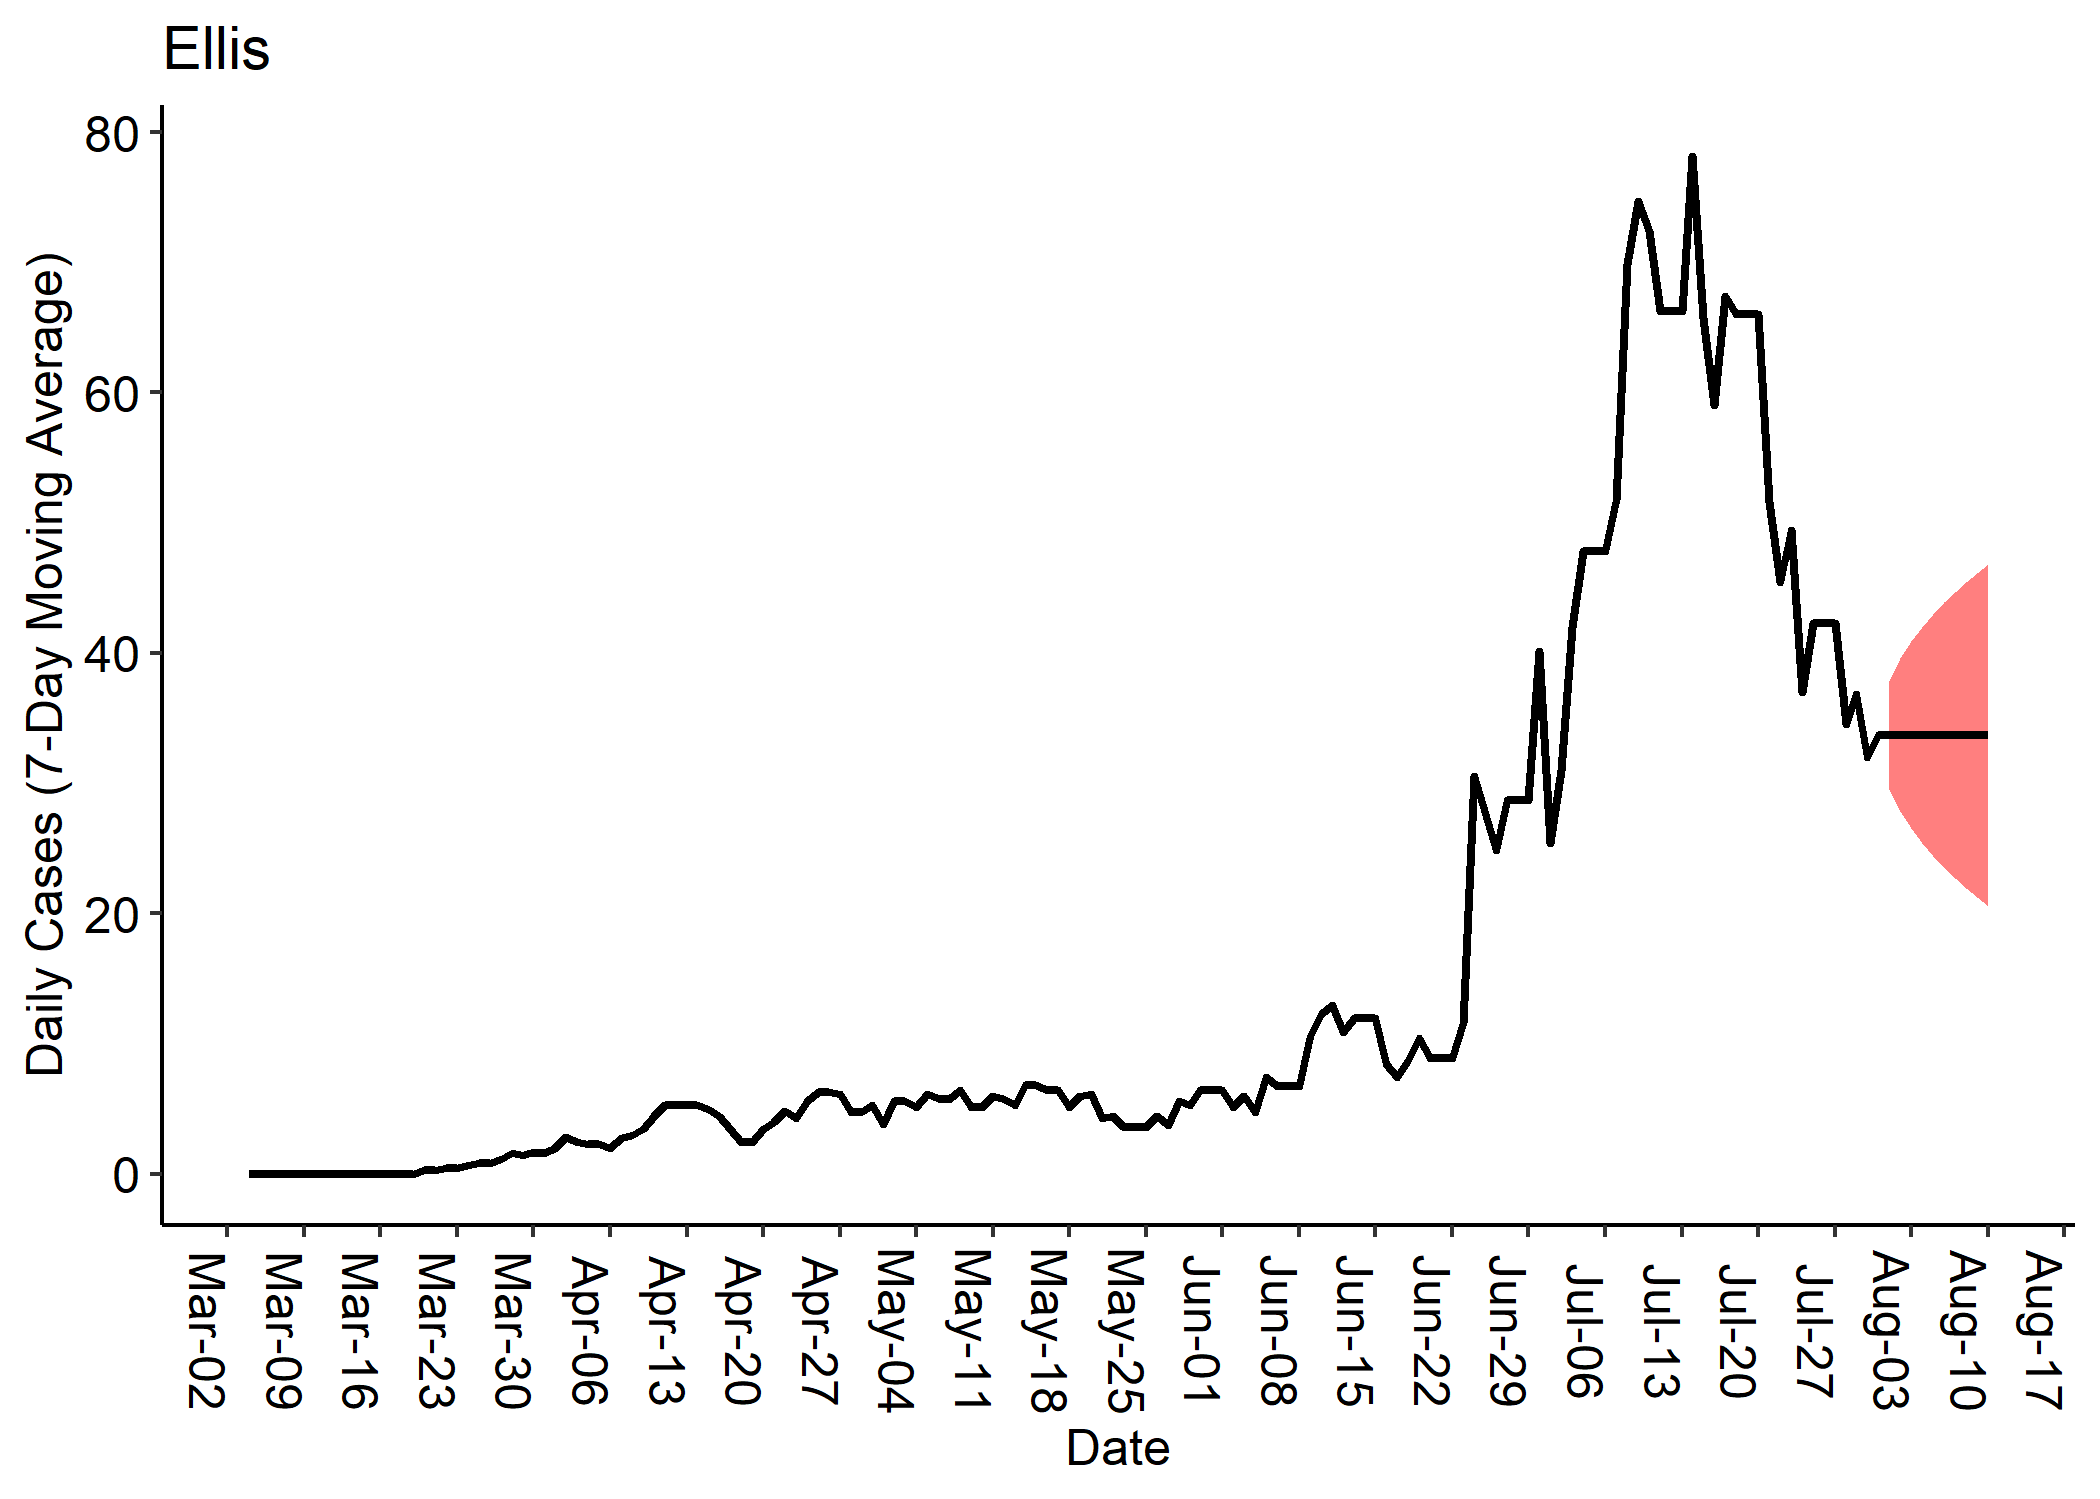 Ellis
Daily Cases (7-Day Moving Average)
80
60
40
20
0
Mar-02
Mar-09
Mar-16
Mar-23
Mar-30
Apr-06
Apr-13
Apr-20
Apr-27
May-04
May-11
May-18
May-25
Jun-01
Jun-08
Jun-15
Jun-22
Jun-29
Jul-06
Jul-13
Jul-20
Jul-27
Aug-03
Aug-10
Aug-17
Date